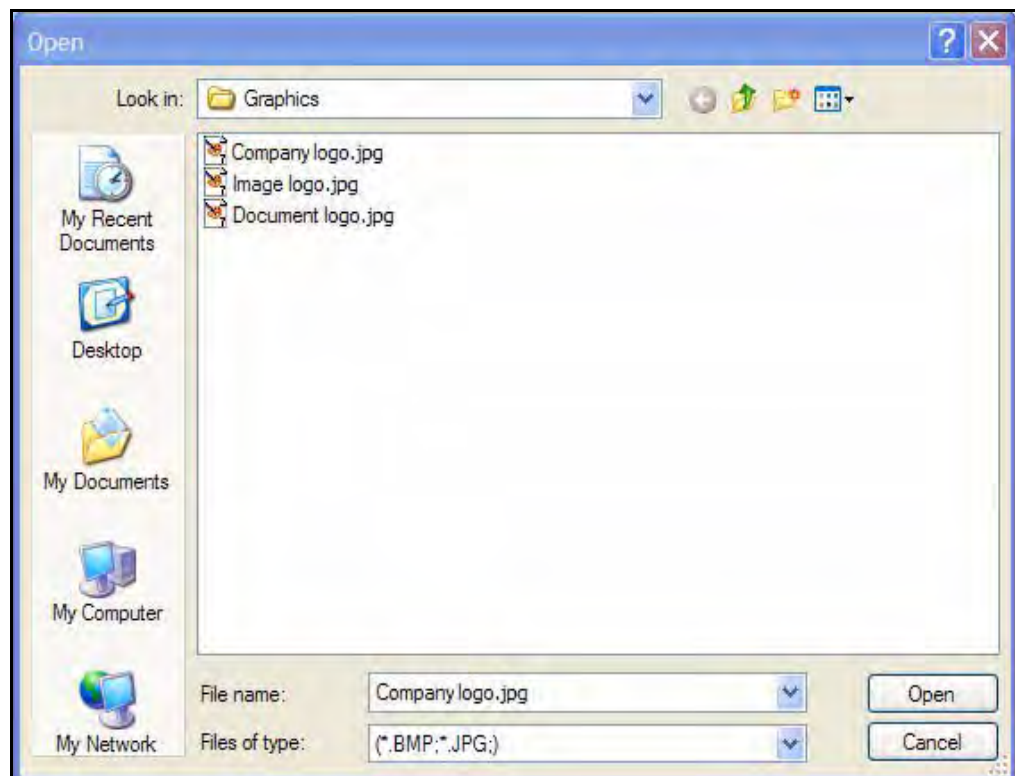 Open
Look in: Graphics
Company logo.jpg
Image logo.jpg
Document logo.jpg
My Recent
Documents
Desktop
My Documents
My Computer
My Network
File name: Company logo.jpg Open
Files of type: (*.BMP;*.JPG;) Cancel